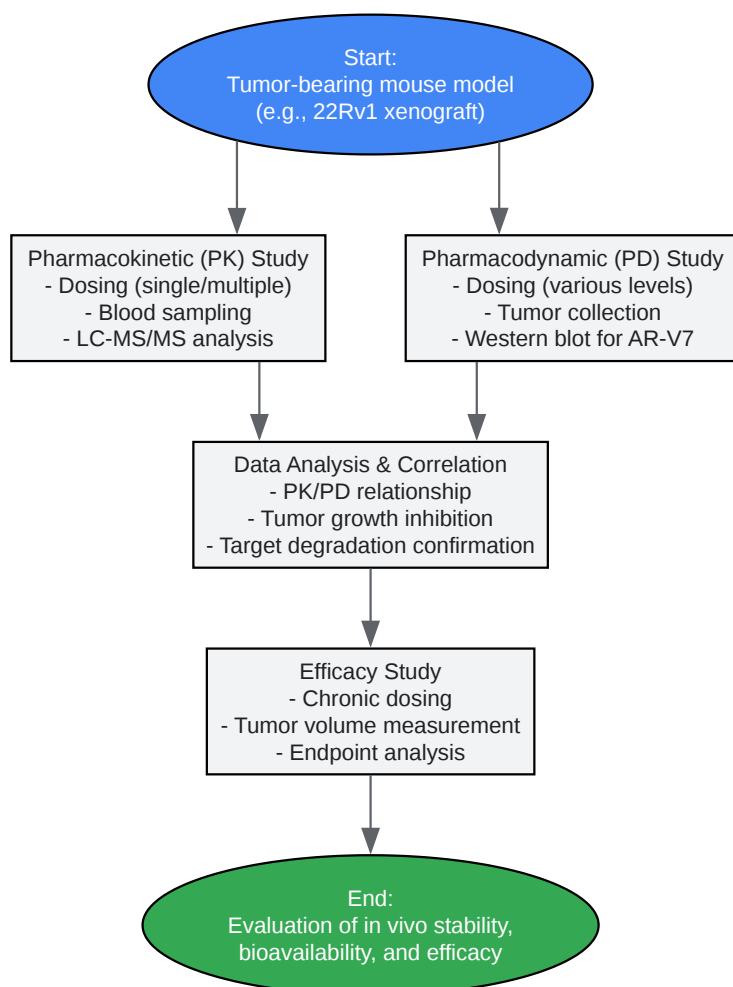 Start:
Tumor-bearing mouse model
(e.g., 22Rv1 xenograft)
Pharmacokinetic (PK) Study
- Dosing (single/multiple)
- Blood sampling
- LC-MS/MS analysis
Pharmacodynamic (PD) Study
- Dosing (various levels)
- Tumor collection
- Western blot for AR-V7
Data Analysis & Correlation
- PK/PD relationship
- Tumor growth inhibition
- Target degradation confirmation
Efficacy Study
- Chronic dosing
- Tumor volume measurement
- Endpoint analysis
End:
Evaluation of in vivo stability,
bioavailability, and efficacy